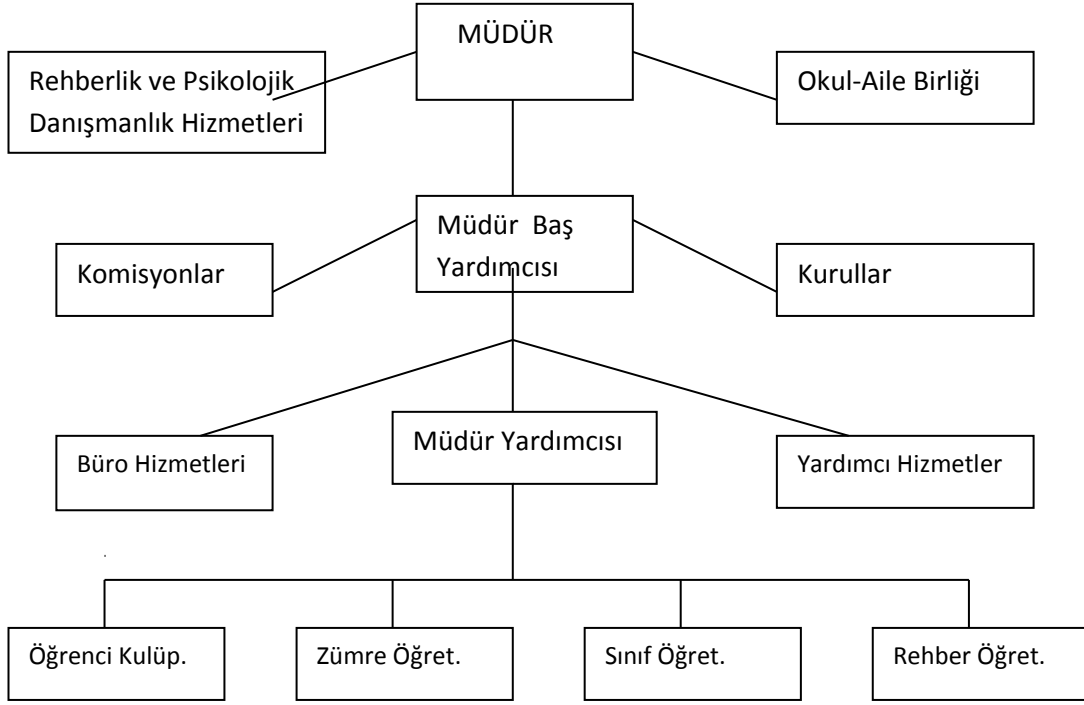 MÜDÜR
Rehberlik ve Psikolojik
Danışmanlık Hizmetleri
Okul-Aile Birliği
Müdür Baş
Yardımcısı
Komisyonlar
Kurullar
Büro Hizmetleri
Müdür Yardımcısı
Yardımcı Hizmetler
Öğrenci Kulüp.
Zümre Öğret.
Sınıf Öğret.
Rehber Öğret.